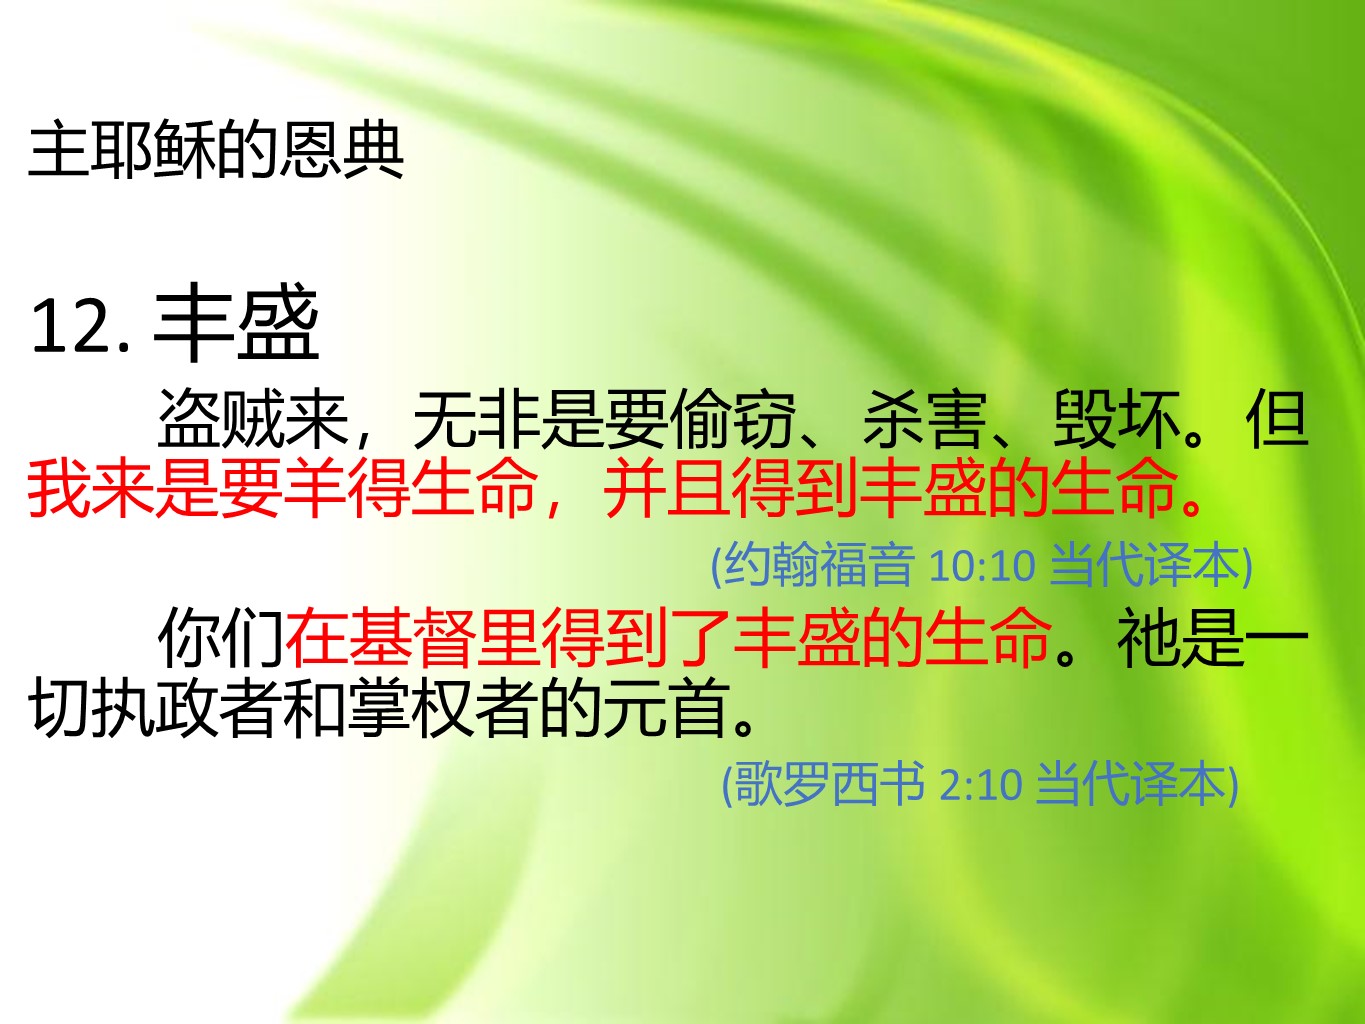 主耶稣的恩典
12. 丰盛
盗贼来，无非是要偷窃、杀害、毁坏。但
我来是要羊得生命，并且得到丰盛的生命。
(约翰福音 10:10 当代译本)
你们在基督里得到了丰盛的生命。祂是一
切执政者和掌权者的元首。
(歌罗西书 2:10 当代译本)